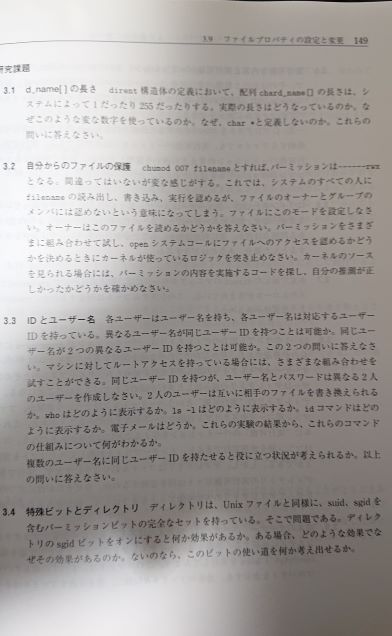 3.9 ファイルプロパティの設定と変更 149
研究課題
3.1 d_name[ ] の長さ dirent 構造体の定義において、配列 chard_name[] の長さは、シ
ステムによって 1 だったり 255 だったりする。実際の長さはどうなっているのか。な
ぜこのような変な数字を使っているのか。なぜ、char *と定義しないのか。これらの
問いに答えなさい。
3.2 自分からのファイルの保護 chumod 007 filename とすれば、パーミッションは------rwx
となる。間違ってはいないが変な感じがする。これでは、システムのすべての人に
filename の読み出し、書き込み、実行を認めるが、ファイルのオーナーとグループの
メンバには認めないという意味になってしまう。ファイルにこのモードを設定しなさ
い。オーナーはこのファイルを読めるかどうかを答えなさい。パーミッションをさまざ
まに組み合わせて試し、open システムコールにファイルへのアクセスを認めるかどう
かを決めるときにカーネルが使っているロジックを突き止めなさい。カーネルのソース
を見られる場合には、パーミッションの内容を実施するコードを探し、自分の推測が正
しかったかどうかを確かめなさい。
3.3 ID とユーザー名 各ユーザーはユーザー名を持ち、各ユーザー名は対応するユーザー
ID を持っている。異なるユーザー名が同じユーザー ID を持つことは可能か。同じユー
ザー名が 2 つの異なるユーザー ID を持つことは可能か。この 2 つの問いに答えなさ
い。マシンに対してルートアクセスを持っている場合には、さまざまな組み合わせを
試すことができる。同じユーザー ID を持つが、ユーザー名とパスワードは異なる 2 人
のユーザーを作成しなさい。2 人のユーザーは互いに相手のファイルを書き換えられる
か。who はどのように表示するか。ls -l はどのように表示するか。id コマンドはどの
ように表示するか。電子メールはどうか。これらの実験の結果から、これらのコマンド
の仕組みについて何がわかるか。
複数のユーザー名に同じユーザー ID を持たせると役に立つ状況が考えられるか。以上
の問いに答えなさい。
3.4 特殊ビットとディレクトリ ディレクトリは、Unix ファイルと同様に、suid、sgid を
含むパーミッションビットの完全なセットを持っている。そこで問題である。ディレク
トリの sgid ビットをオンにすると何か効果があるか。ある場合、どのような効果でな
ぜその効果があるのか。ないのなら、このビットの使い道を何か考え出せるか。